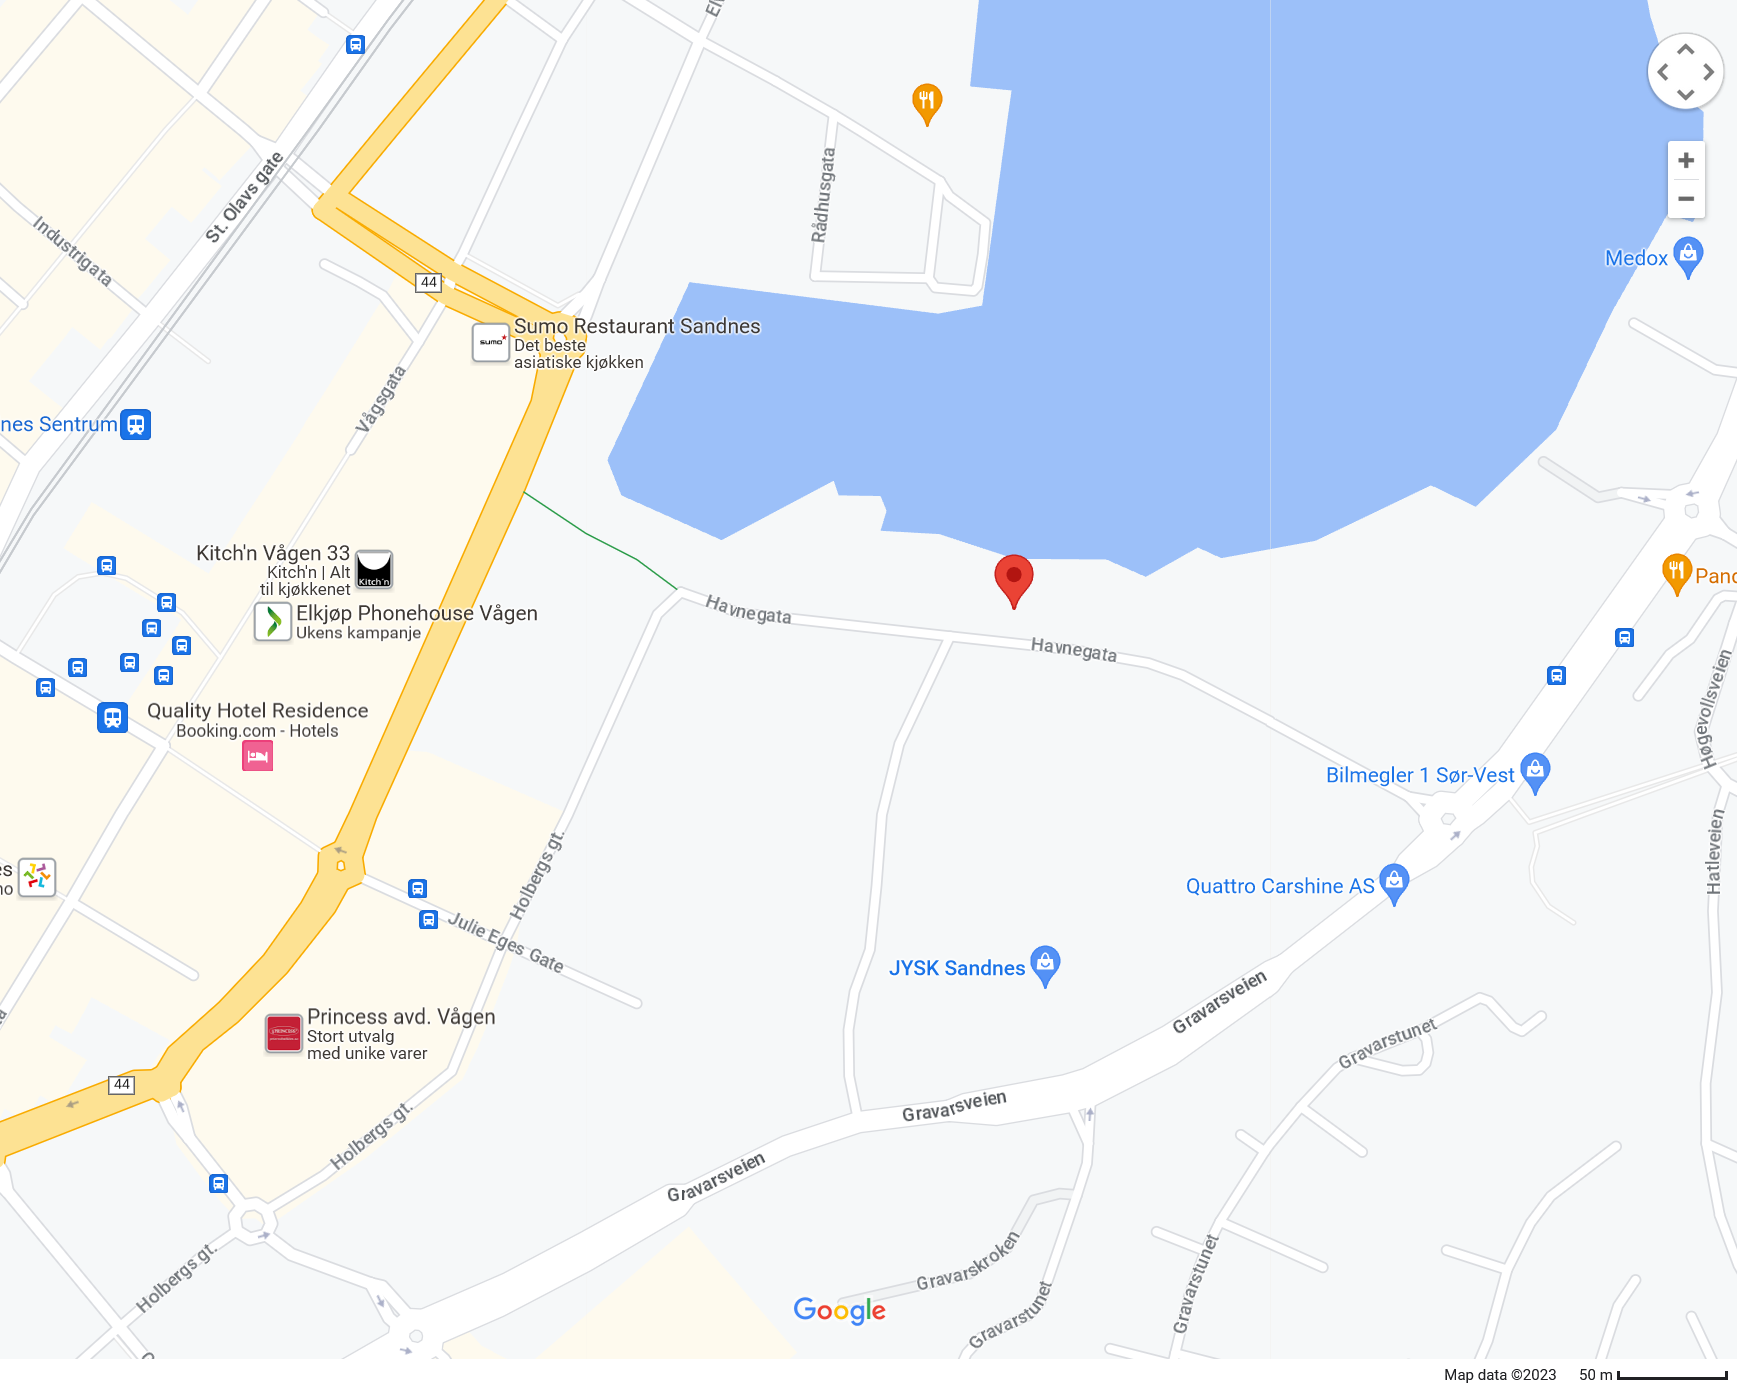 St. Olavs gate
Industrigata
Rådhusgata
44
Medox
Sumo Restaurant Sandnes
Det beste
asiatiske kjøkken
sumo
Vågsgata
nes Sentrum
Kitch'n Vågen 33
Kitch'n | Alt
til kjøkkenet
Kitch'n
Elkjøp Phonehouse Vågen
Ukens kampanje
Havnegata
Havnegata
Quality Hotel Residence
Booking.com - Hotels
Høgevollsveien
Bilmegler 1 Sør-Vest
Hatleveien
Holbergs gt.
Quattro Carshine AS
Julie Eges Gate
JYSK Sandnes
Gravarsveien
Princess avd. Vågen
Stort utvalg
med unike varer
Gravarstunet
44
Gravarsveien
Holbergs gt.
Gravarsveien
Gravarskroken
Holbergs gt.
Gravarstunet
Gravarstunet
Google
Map data ©2023 50 m